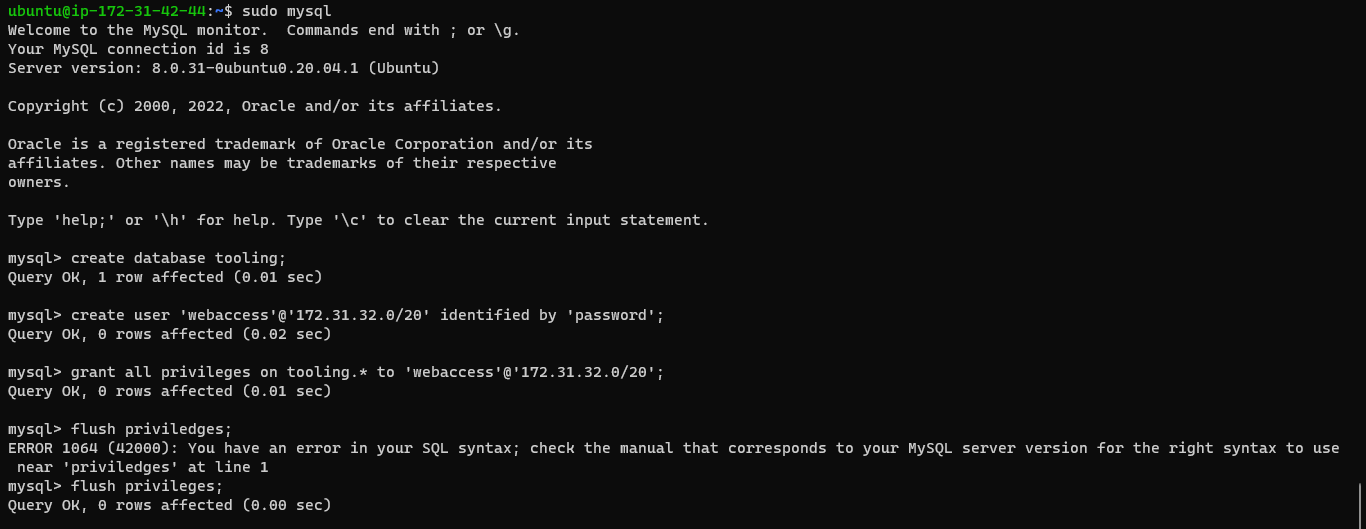 ubuntu@ip-172-31-42-44:~$ sudo mysql
Welcome to the MySQL monitor.  Commands end with ; or \g.
Your MySQL connection id is 8
Server version: 8.0.31-0ubuntu0.20.04.1 (Ubuntu)
Copyright (c) 2000, 2022, Oracle and/or its affiliates.
Oracle is a registered trademark of Oracle Corporation and/or its
affiliates. Other names may be trademarks of their respective
owners.
Type 'help;' or '\h' for help. Type '\c' to clear the current input statement.
mysql> create database tooling;
Query OK, 1 row affected (0.01 sec)
mysql> create user 'webaccess'@'172.31.32.0/20' identified by 'password';
Query OK, 0 rows affected (0.02 sec)
mysql> grant all privileges on tooling.* to 'webaccess'@'172.31.32.0/20';
Query OK, 0 rows affected (0.01 sec)
mysql> flush priviledges;
ERROR 1064 (42000): You have an error in your SQL syntax; check the manual that corresponds to your MySQL server version for the right syntax to use
 near 'priviledges' at line 1
mysql> flush privileges;
Query OK, 0 rows affected (0.00 sec)